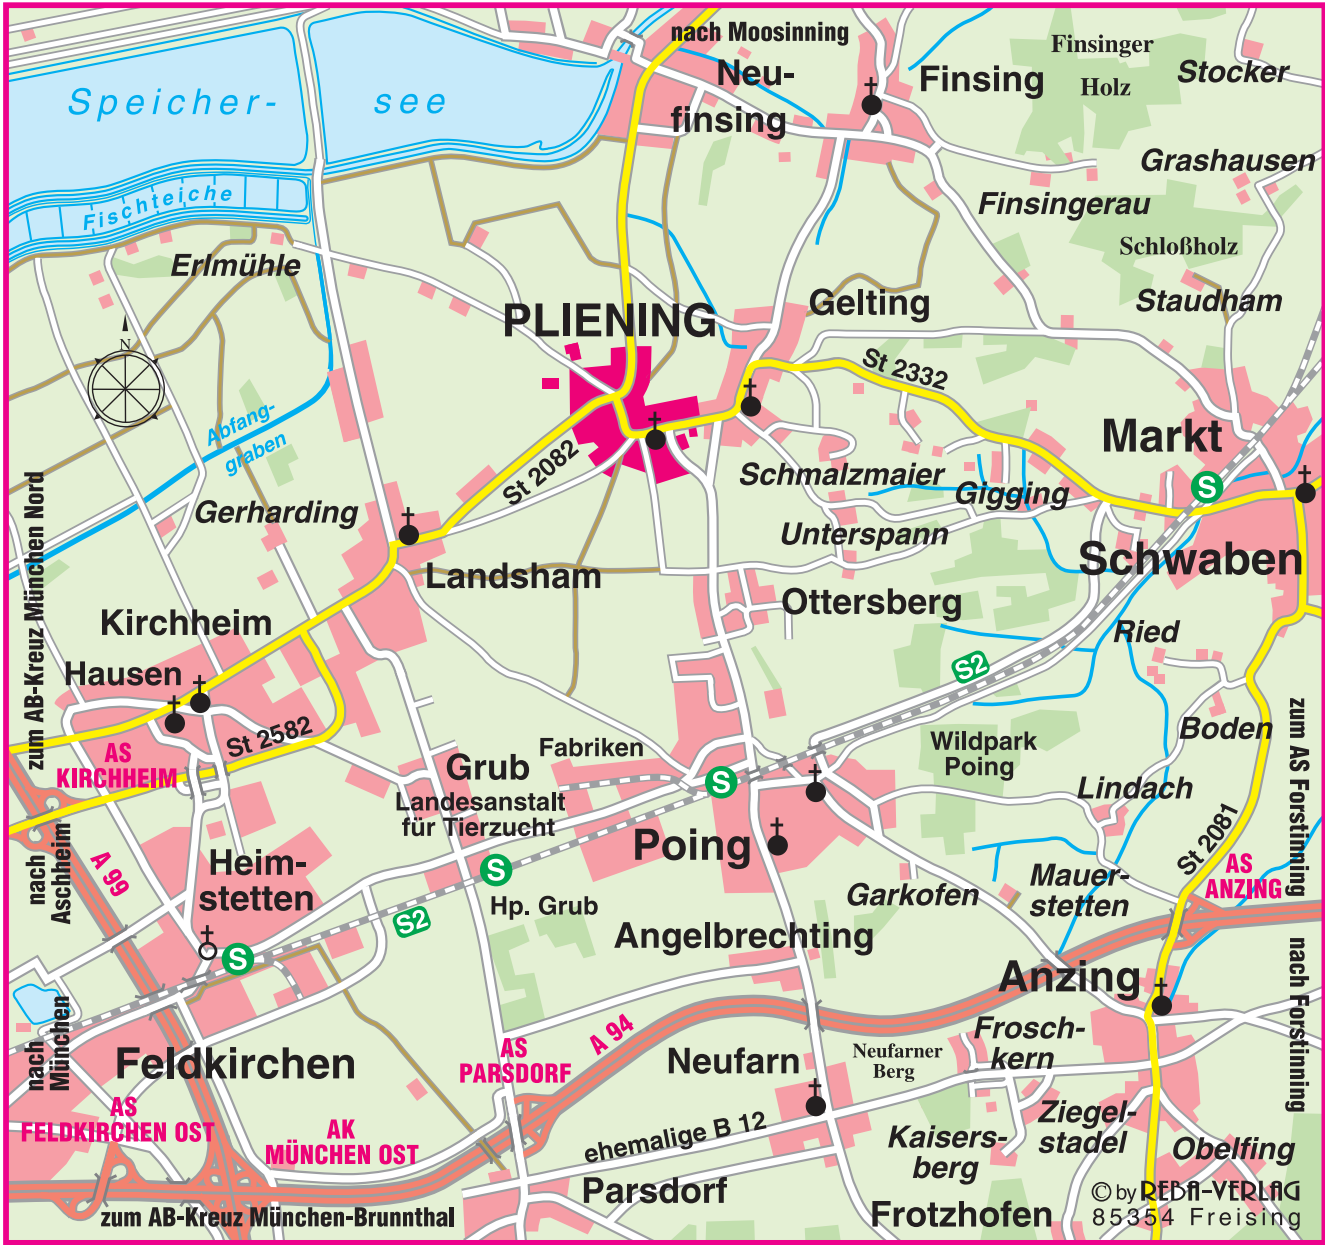 nach Moosinning
Finsinger
Holz
Stocker
Neu-
finsing
Finsing
Speicher-
see
Grashausen
Fischteiche
Finsingerau
Schloßholz
Erlmühle
Staudham
Gelting
PLIENING
N
St 2332
Abfang-
graben
Markt
S
St 2082
Schmalzmaier
Gigging
Gerharding
Unterspann
Schwaben
zum AB-Kreuz München Nord
Landsham
Ottersberg
Kirchheim
Ried
Hausen
S2
Boden
zum AS Forstinning
St 2582
AS
KIRCHHEIM
Fabriken
Wildpark
Poing
Grub
Landesanstalt
für Tierzucht
S
Lindach
St 2081
nach
Aschheim
A 99
Heim-
stetten
Poing
S
AS
ANZING
Mauer-
stetten
Garkofen
Hp. Grub
S2
Angelbrechting
S
Anzing
nach Forstinning
nach
München
Frosch-
kern
A 94
AS
PARSDORF
Neufarn
Neufarner
Berg
Feldkirchen
AS
FELDKIRCHEN OST
AK
MÜNCHEN OST
ehemalige B 12
Kaisers-
berg
Ziegel-
stadel
Obelfing
Parsdorf
Frotzhofen
zum AB-Kreuz München-Brunnthal
© by REBA-VERLAG
85354 Freising